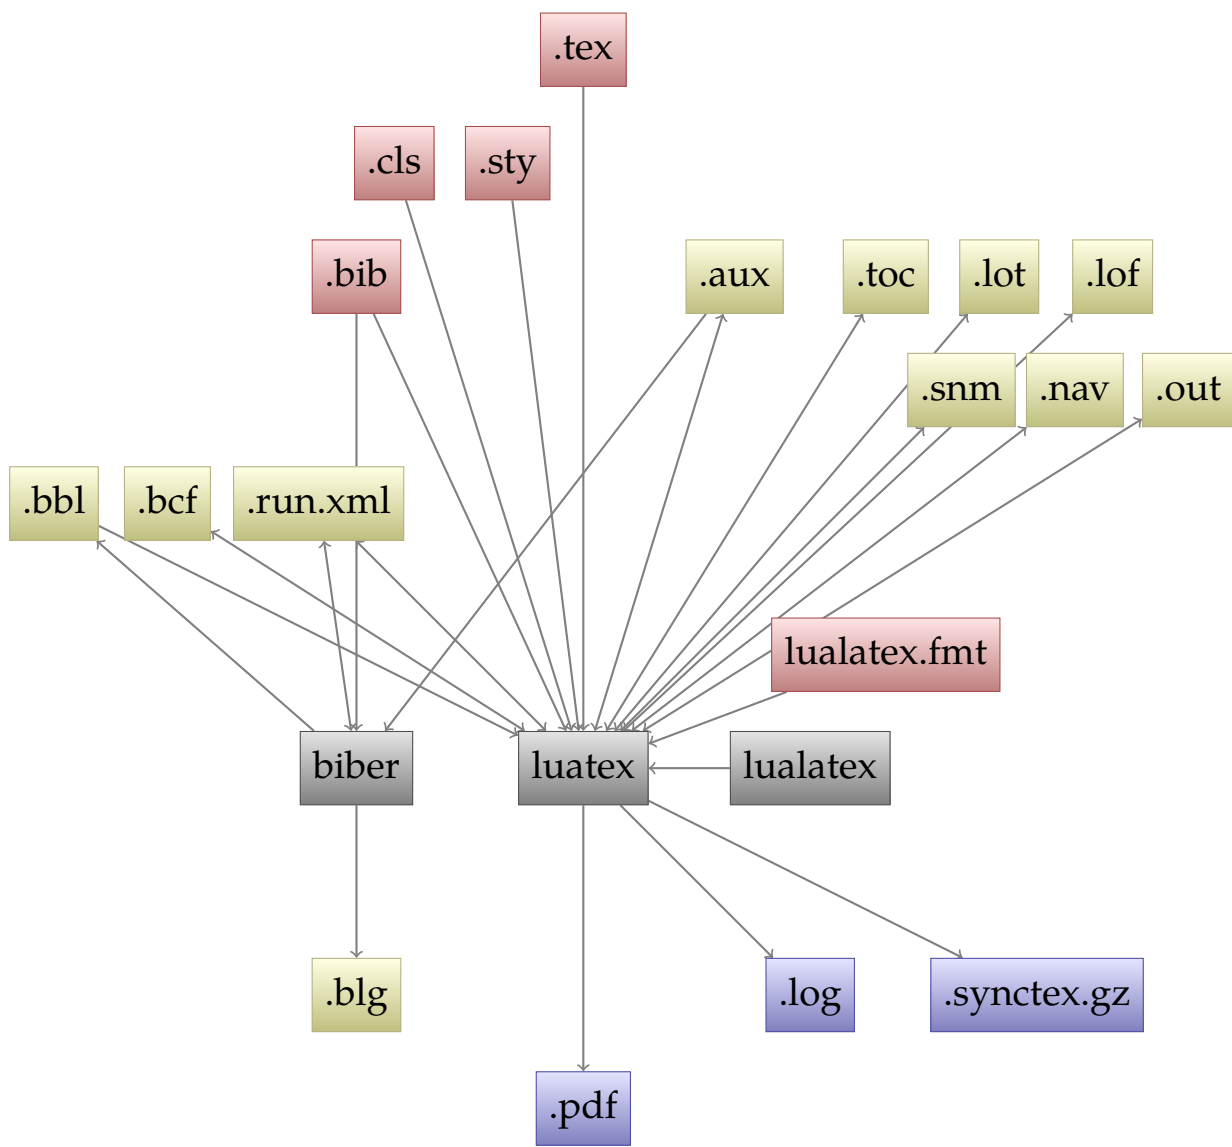 .tex
.cls .sty
.bib .aux .toc .lot .lof
.snm .nav .out
.bbl .bcf .run.xml
lualatex.fmt
biber luatex lualatex
.blg .log .synctex.gz
.pdf